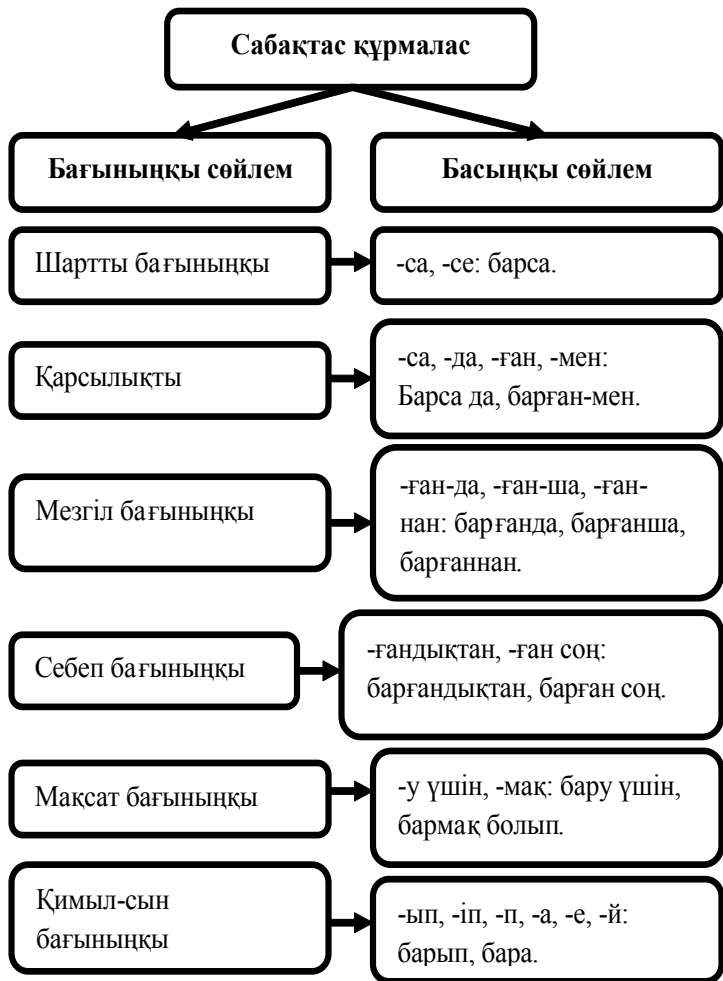 Сабақтас құрмалас
Бағыныңқы сөйлем
Басыңқы сөйлем
Шартты бағыныңқы
-са, -се: барса.
Қарсылықты
-са, -да, -ған, -мен:
Барса да, барған-мен.
Мезгіл бағыныңқы
-ған-да, -ған-ша, -ған-
нан: барғанда, барғанша,
барғаннан.
Себеп бағыныңқы
-ғандықтан, -ған соң:
барғандықтан, барған соң.
Мақсат бағыныңқы
-у үшін, -мақ: бару үшін,
бармақ болып.
Қимыл-сын
бағыныңқы
-ып, -іп, -п, -а, -е, -й:
барып, бара.